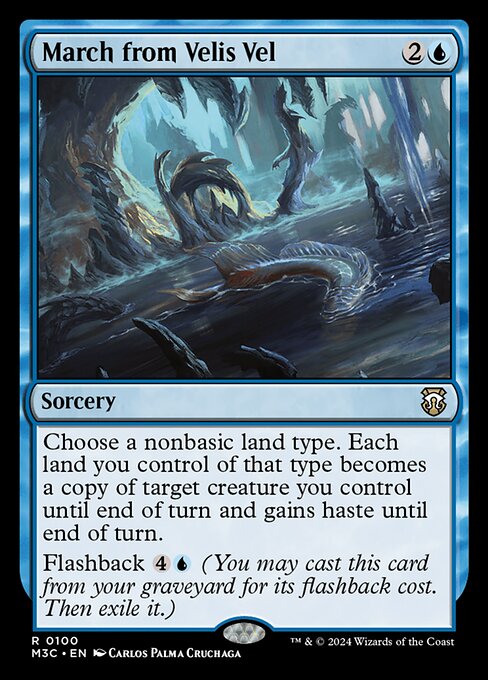 March from Velis Vel 2
Sorcery
Choose a nonbasic land type. Each
land you control of that type becomes
a copy of target creature you control
until end of turn and gains haste until
end of turn.
Flashback 4 (You may cast this card
from your graveyard for its flashback cost.
Then exile it.)
R 0100
™ & © 2024 Wizards of the Coast
M3C • EN Carlos Palma Cruchaga